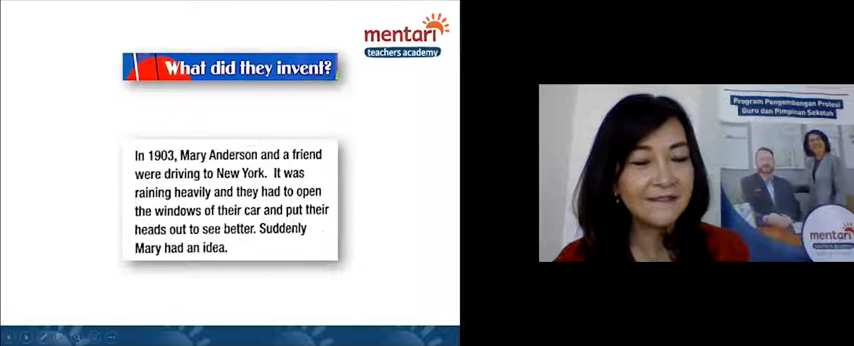 mentari
teachers academy
What did they invent?
In 1903, Mary Anderson and a friend
were driving to New York. It was
raining heavily and they had to open
the windows of their car and put their
heads out to see better. Suddenly
Mary had an idea.
Program Pengembangan Profesi
Guru dan Pimpinan Sekolah
mentari
teachers academy